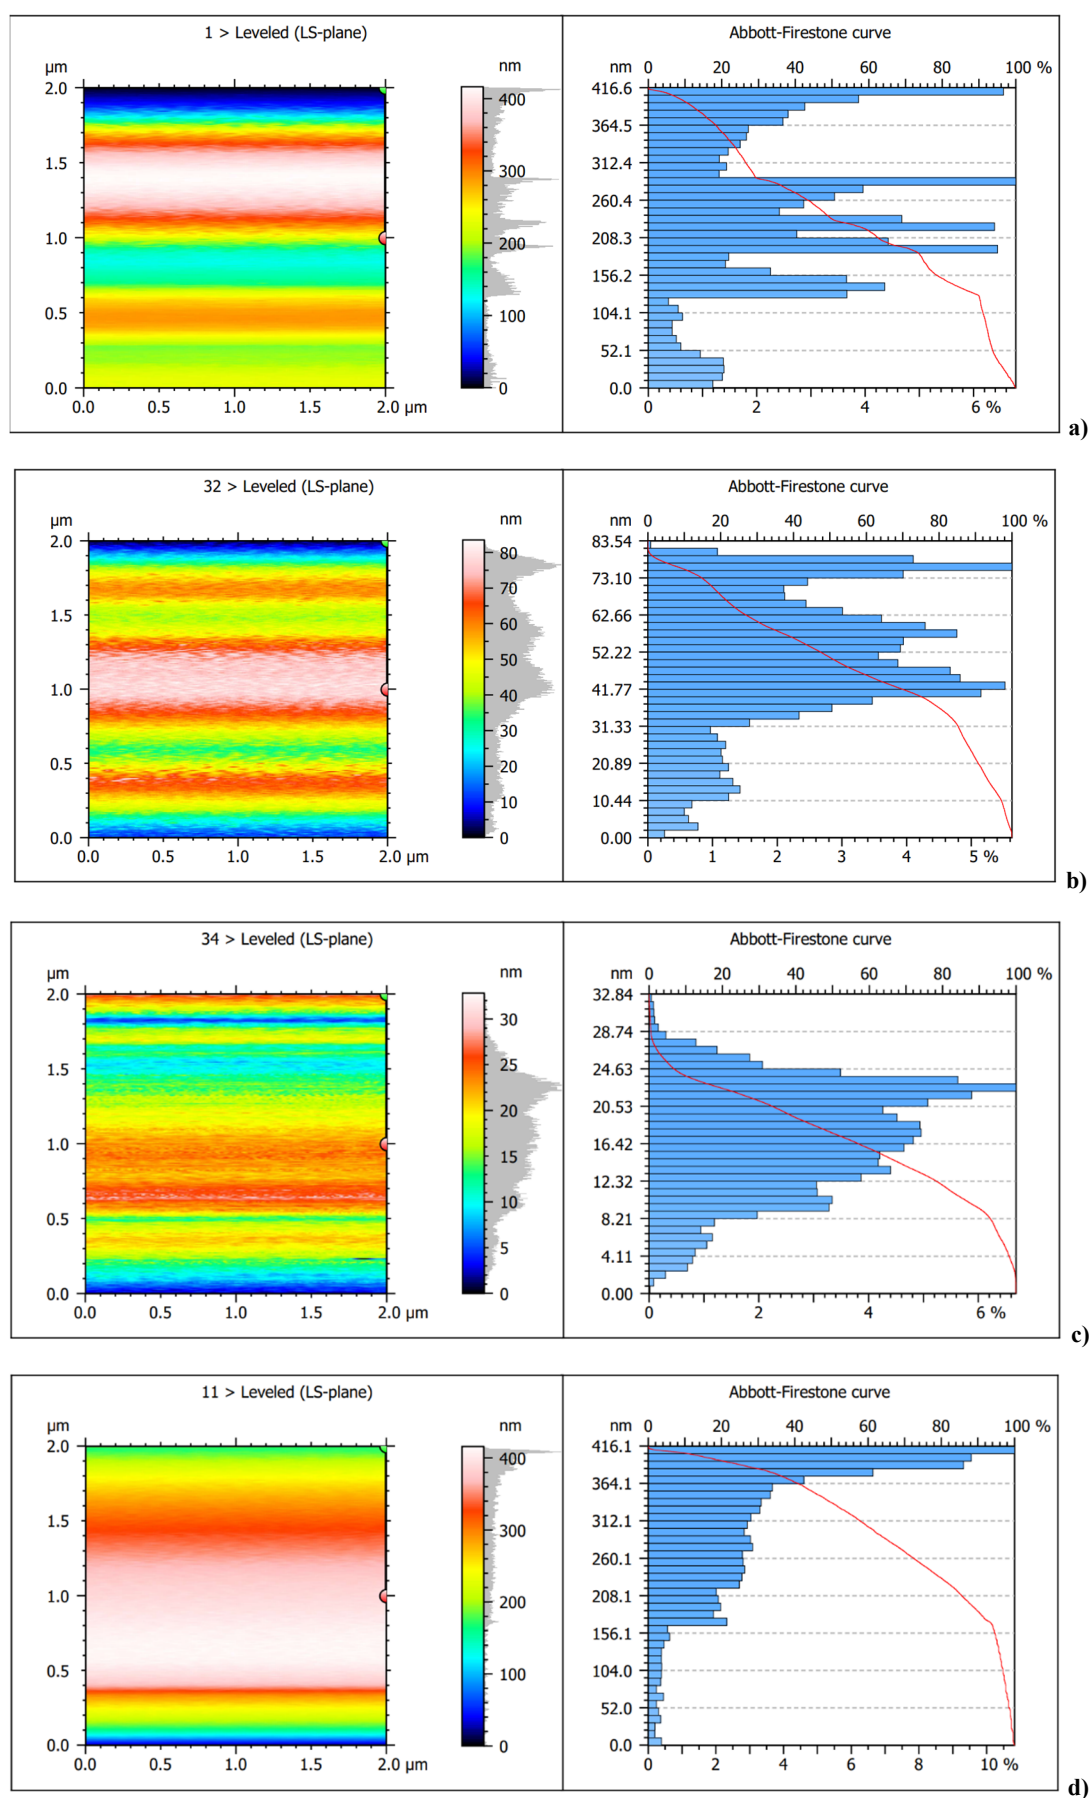 1 > Leveled (LS-plane)
Abbott-Firestone curve
µm
nm
nm 0 20 40 60 80 100 %
2.0
1.5
1.0
0.5
0.0
0.0 0.5 1.0 1.5 2.0 µm
400
300
200
100
0
416.6
364.5
312.4
260.4
208.3
156.2
104.1
52.1
0.0
0 2 4 6 %
a)
32 > Leveled (LS-plane)
Abbott-Firestone curve
µm
nm
nm 0 20 40 60 80 100 %
2.0
1.5
1.0
0.5
0.0
0.0 0.5 1.0 1.5 2.0 µm
80
70
60
50
40
30
20
10
0
83.54
73.10
62.66
52.22
41.77
31.33
20.89
10.44
0.00
0 1 2 3 4 5 %
b)
34 > Leveled (LS-plane)
Abbott-Firestone curve
µm
nm
nm 0 20 40 60 80 100 %
2.0
1.5
1.0
0.5
0.0
0.0 0.5 1.0 1.5 2.0 µm
30
25
20
15
10
5
0
32.84
28.74
24.63
20.53
16.42
12.32
8.21
4.11
0.00
0 2 4 6 %
c)
11 > Leveled (LS-plane)
Abbott-Firestone curve
µm
nm
nm 0 20 40 60 80 100 %
2.0
1.5
1.0
0.5
0.0
0.0 0.5 1.0 1.5 2.0 µm
400
300
200
100
0
416.1
364.1
312.1
260.1
208.1
156.1
104.0
52.0
0.0
0 2 4 6 8 10 %
d)